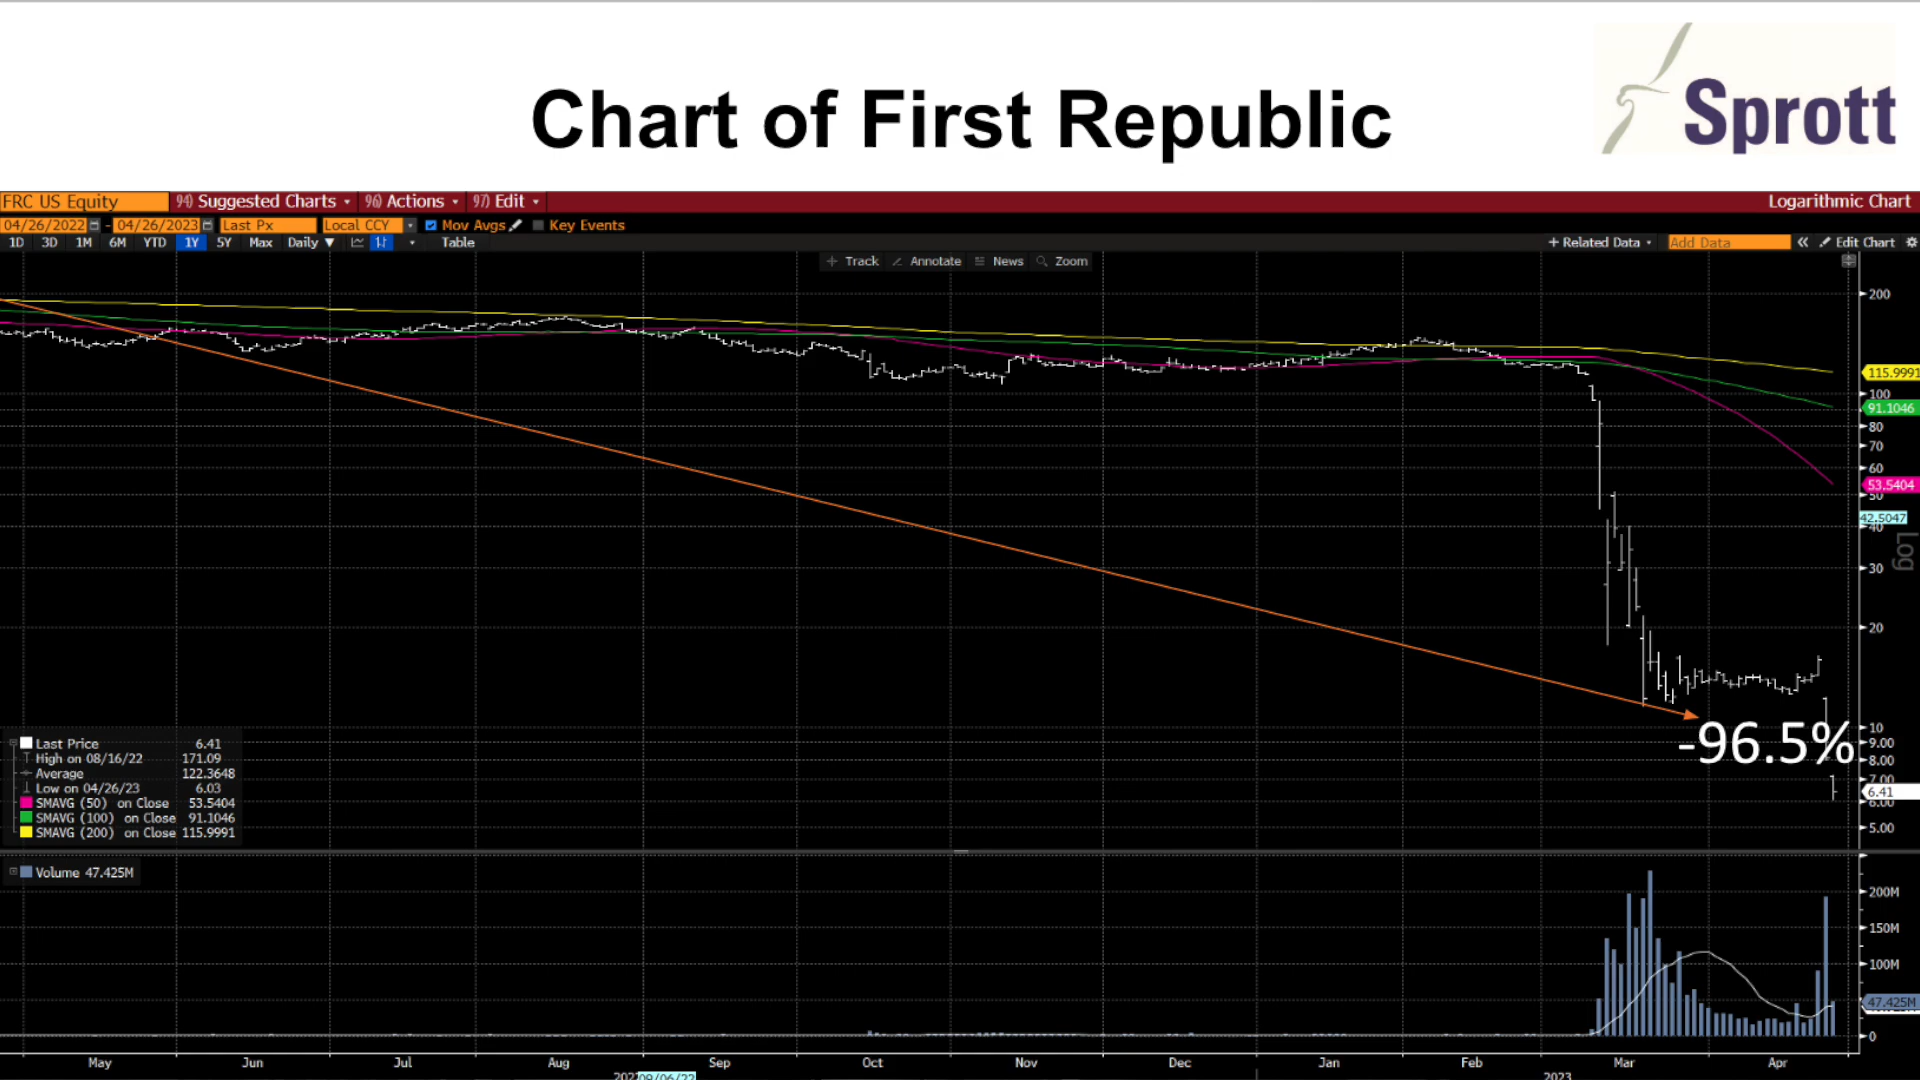 Chart of First Republic
Sprott
FRC US Equity 94) Suggested Charts 96) Actions 97) Edit Logarithmic Chart
04/26/2022 - 04/26/2023 Last Px Local CCY Mov Avgs Key Events
1D 3D 1M 6M YTD 1Y 5Y Max Daily ▼ Table + Related Data Add Data « Edit Chart
Track Annotate News Zoom
200
115.9991
100
91.1046
80
70
60
53.5404
50
42.5047
40
Log
30
20
10
-96.5%
9.00
8.00
7.00
6.41
6.00
5.00
Last Price 6.41
High on 08/16/22 171.09
Average 122.3648
Low on 04/26/23 6.03
SMAVG (50) on Close 53.5404
SMAVG (100) on Close 91.1046
SMAVG (200) on Close 115.9991
Volume 47.425M
200M
150M
100M
47.425M
0
May Jun Jul Aug Sep Oct Nov Dec Jan Feb Mar Apr
09/06/22 2023